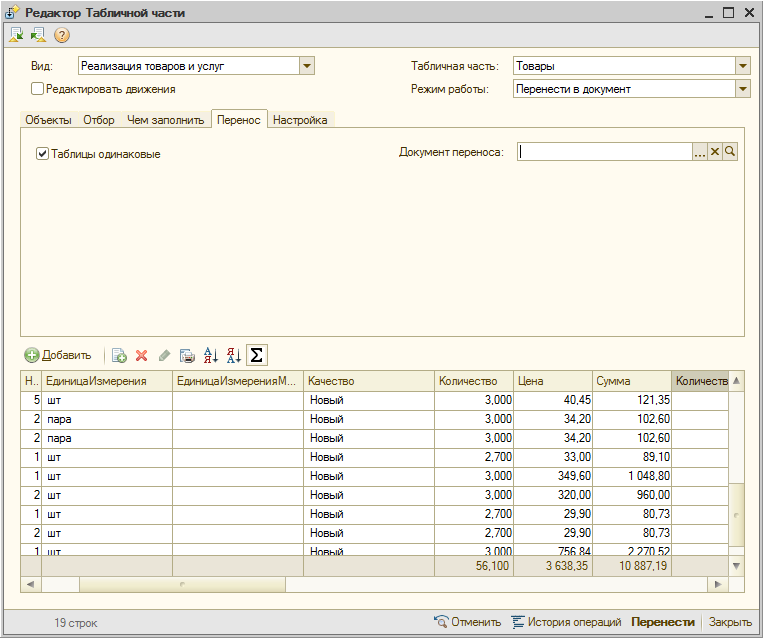 Редактор Табличной части
Вид: Реализация товаров и услуг Табличная часть: Товары
Редактировать движения Режим работы: Перенести в документ
Объекты Отбор Чем заполнить Перенос Настройка
Таблицы одинаковые Документ переноса:
Добавить
Н.. ЕдиницаИзмерения ЕдиницаИзмеренияМ... Качество Количество Цена Сумма Количеств
5 шт Новый 3,000 40,45 121,35
2 пара Новый 3,000 34,20 102,60
2 пара Новый 3,000 34,20 102,60
1 шт Новый 2,700 33,00 89,10
1 шт Новый 3,000 349,60 1 048,80
2 шт Новый 3,000 320,00 960,00
1 шт Новый 2,700 29,90 80,73
2 шт Новый 2,700 29,90 80,73
1 шт Новый 3,000 756,84 2 270,52
56,100 3 638,35 10 887,19
19 строк Отменить История операций Перенести Закрыть